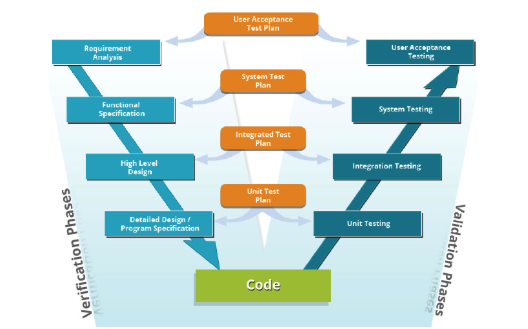 User Acceptance
Test Plan
Requirement
Analysis
User Acceptance
Testing
System Test
Plan
Functional
Specification
System Testing
Integrated Test
Plan
High Level
Design
Integration Testing
Unit Test
Plan
Detailed Design /
Program Specification
Unit Testing
Verification Phases
Validation Phases
Code